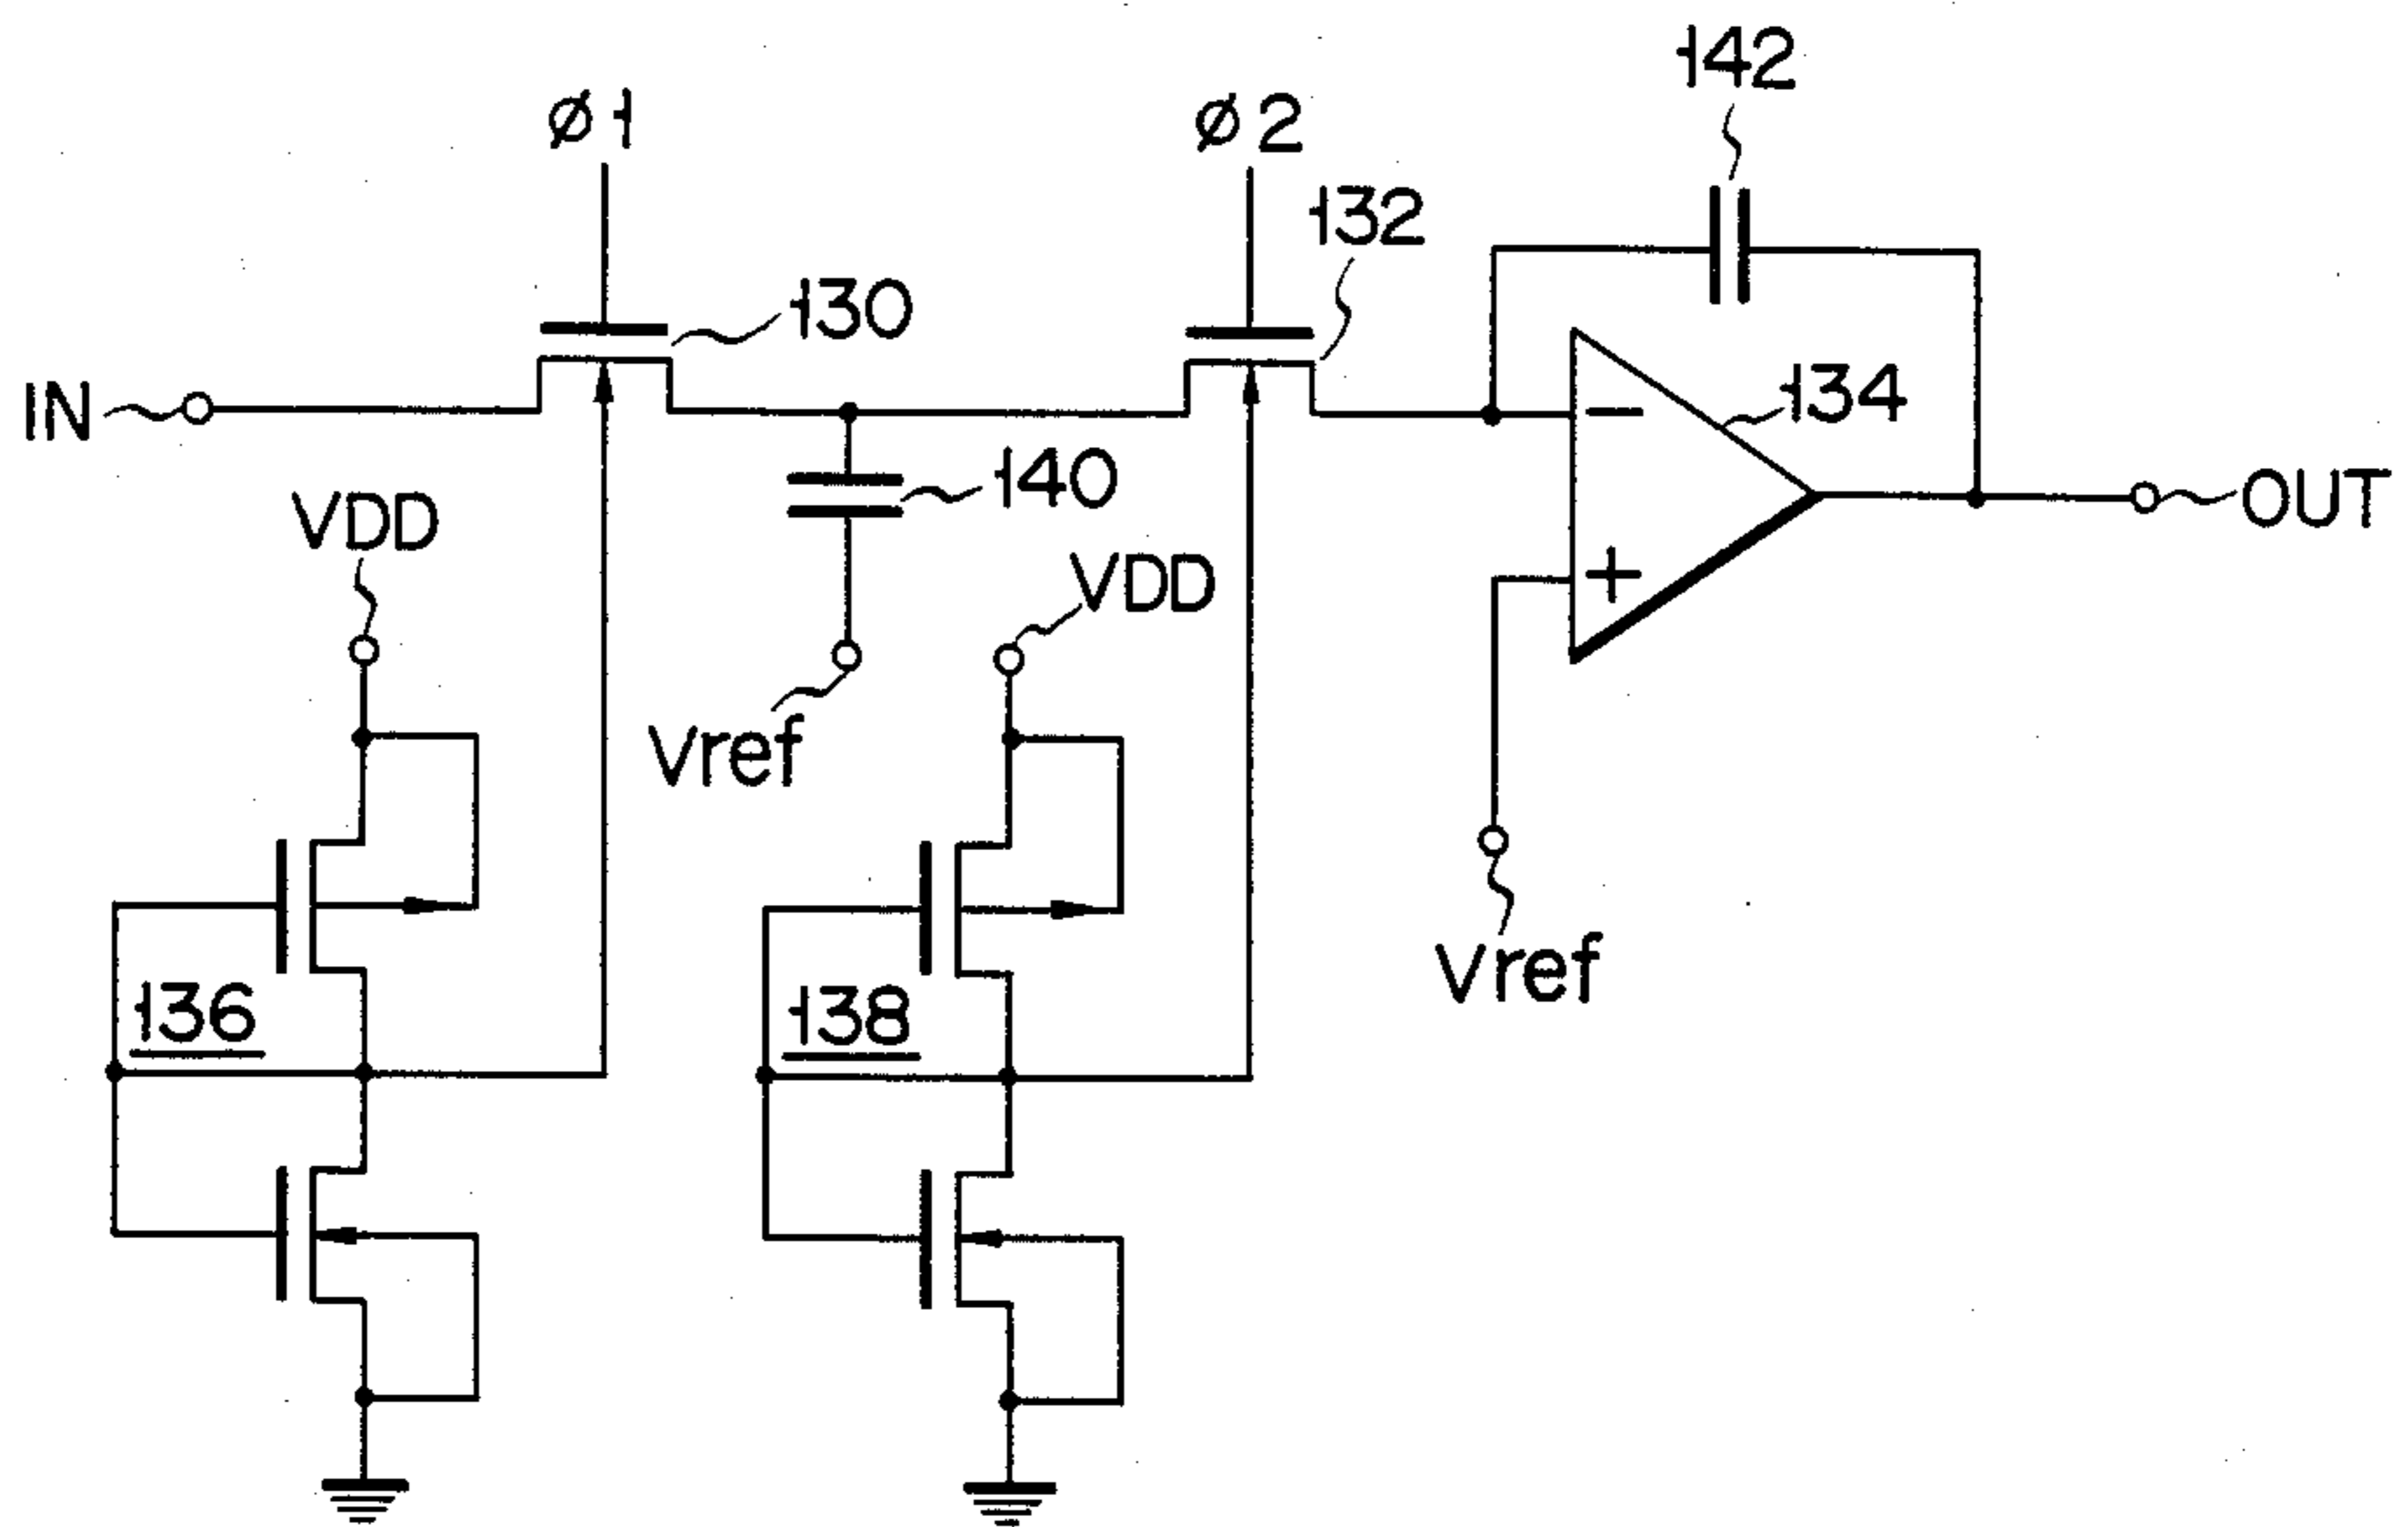 142
ø1
ø2
132
130
134
IN
140
OUT
VDD
VDD
Vref
Vref
136
138
−
+